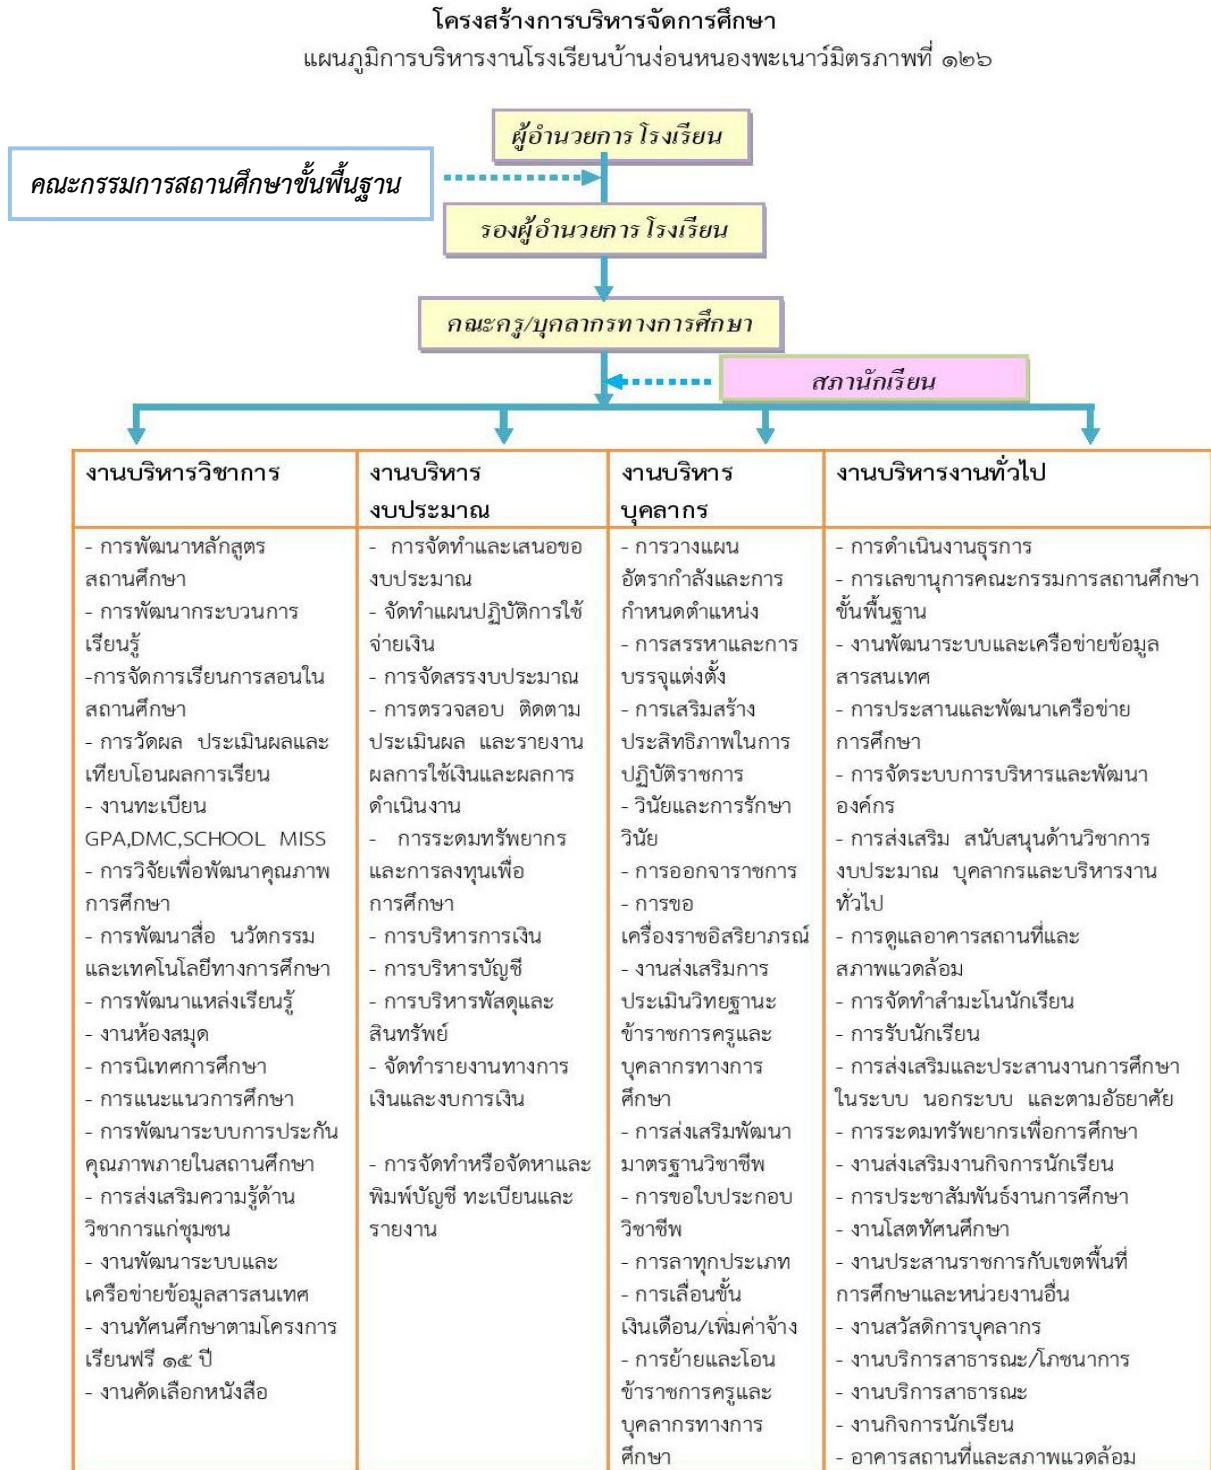 โครงสร้างการบริหารจัดการศึกษา
แผนภูมิการบริหารงานโรงเรียนบ้านง่อนหนองพะเนาว์มิตรภาพที่ ๑๒๖
ผู้อำนวยการโรงเรียน
คณะกรรมการสถานศึกษาขั้นพื้นฐาน
รองผู้อำนวยการโรงเรียน
คณะครู/บุคลากรทางการศึกษา
สภานักเรียน
งานบริหารวิชาการ
- การพัฒนาหลักสูตร
สถานศึกษา
- การพัฒนากระบวนการ
เรียนรู้
-การจัดการเรียนการสอนใน
สถานศึกษา
- การวัดผล ประเมินผลและ
เทียบโอนผลการเรียน
- งานทะเบียน
GPA,DMC,SCHOOL MISS
- การวิจัยเพื่อพัฒนาคุณภาพ
การศึกษา
- การพัฒนาสื่อ นวัตกรรม
และเทคโนโลยีทางการศึกษา
- การพัฒนาแหล่งเรียนรู้
- งานห้องสมุด
- การนิเทศการศึกษา
- การแนะแนวการศึกษา
- การพัฒนาระบบการประกัน
คุณภาพภายในสถานศึกษา
- การส่งเสริมความรู้ด้าน
วิชาการแก่ชุมชน
- งานพัฒนาระบบและ
เครือข่ายข้อมูลสารสนเทศ
- งานทัศนศึกษาตามโครงการ
เรียนฟรี ๑๕ ปี
- งานคัดเลือกหนังสือ
งานบริหาร
งบประมาณ
- การจัดทำและเสนอขอ
งบประมาณ
- จัดทำแผนปฏิบัติการใช้
จ่ายเงิน
- การจัดสรรงบประมาณ
- การตรวจสอบ ติดตาม
ประเมินผล และรายงาน
ผลการใช้เงินและผลการ
ดำเนินงาน
- การระดมทรัพยากร
และการลงทุนเพื่อ
การศึกษา
- การบริหารการเงิน
- การบริหารบัญชี
- การบริหารพัสดุและ
สินทรัพย์
- จัดทำรายงานทางการ
เงินและงบการเงิน
- การจัดทำหรือจัดหาและ
พิมพ์บัญชี ทะเบียนและ
รายงาน
งานบริหาร
บุคลากร
- การวางแผน
อัตรากำลังและการ
กำหนดตำแหน่ง
- การสรรหาและการ
บรรจุแต่งตั้ง
- การเสริมสร้าง
ประสิทธิภาพในการ
ปฏิบัติราชการ
- วินัยและการรักษา
วินัย
- การออกจาราชการ
- การขอ
เครื่องราชอิสริยาภรณ์
- งานส่งเสริมการ
ประเมินวิทยฐานะ
ข้าราชการครูและ
บุคลากรทางการ
ศึกษา
- การส่งเสริมพัฒนา
มาตรฐานวิชาชีพ
- การขอใบประกอบ
วิชาชีพ
- การลาทุกประเภท
- การเลื่อนขั้น
เงินเดือน/เพิ่มค่าจ้าง
- การย้ายและโอน
ข้าราชการครูและ
บุคลากรทางการ
ศึกษา
งานบริหารงานทั่วไป
- การดำเนินงานธุรการ
- การเลขานุการคณะกรรมการสถานศึกษา
ขั้นพื้นฐาน
- งานพัฒนาระบบและเครือข่ายข้อมูล
สารสนเทศ
- การประสานและพัฒนาเครือข่าย
การศึกษา
- การจัดระบบการบริหารและพัฒนา
องค์กร
- การส่งเสริม สนับสนุนด้านวิชาการ
งบประมาณ บุคลากรและบริหารงาน
ทั่วไป
- การดูแลอาคารสถานที่และ
สภาพแวดล้อม
- การจัดทำสำมะโนนักเรียน
- การรับนักเรียน
- การส่งเสริมและประสานงานการศึกษา
ในระบบ นอกระบบ และตามอัธยาศัย
- การระดมทรัพยากรเพื่อการศึกษา
- งานส่งเสริมงานกิจการนักเรียน
- การประชาสัมพันธ์งานการศึกษา
- งานโสตทัศนศึกษา
- งานประสานราชการกับเขตพื้นที่
การศึกษาและหน่วยงานอื่น
- งานสวัสดิการบุคลากร
- งานบริการสาธารณะ/โภชนาการ
- งานบริการสาธารณะ
- งานกิจการนักเรียน
- อาคารสถานที่และสภาพแวดล้อม